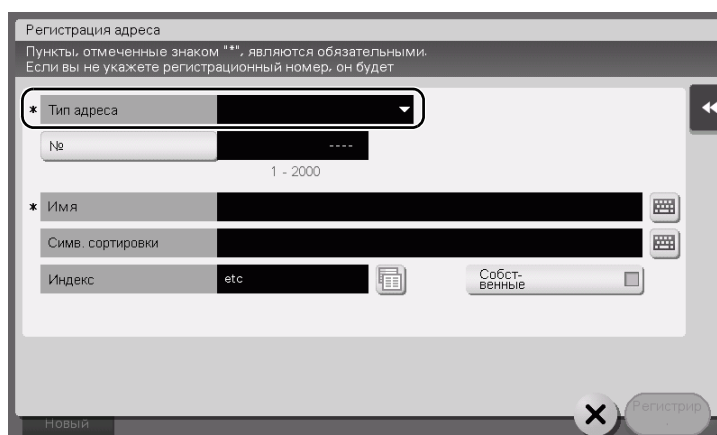 Регистрация адреса
Пункты, отмеченные знаком "*", являются обязательными.
Если вы не укажете регистрационный номер, он будет
* Тип адреса
№ ----
1 - 2000
* Имя
Симв. сортировки
Индекс etc Собст-
венные
Регистрир
Новый